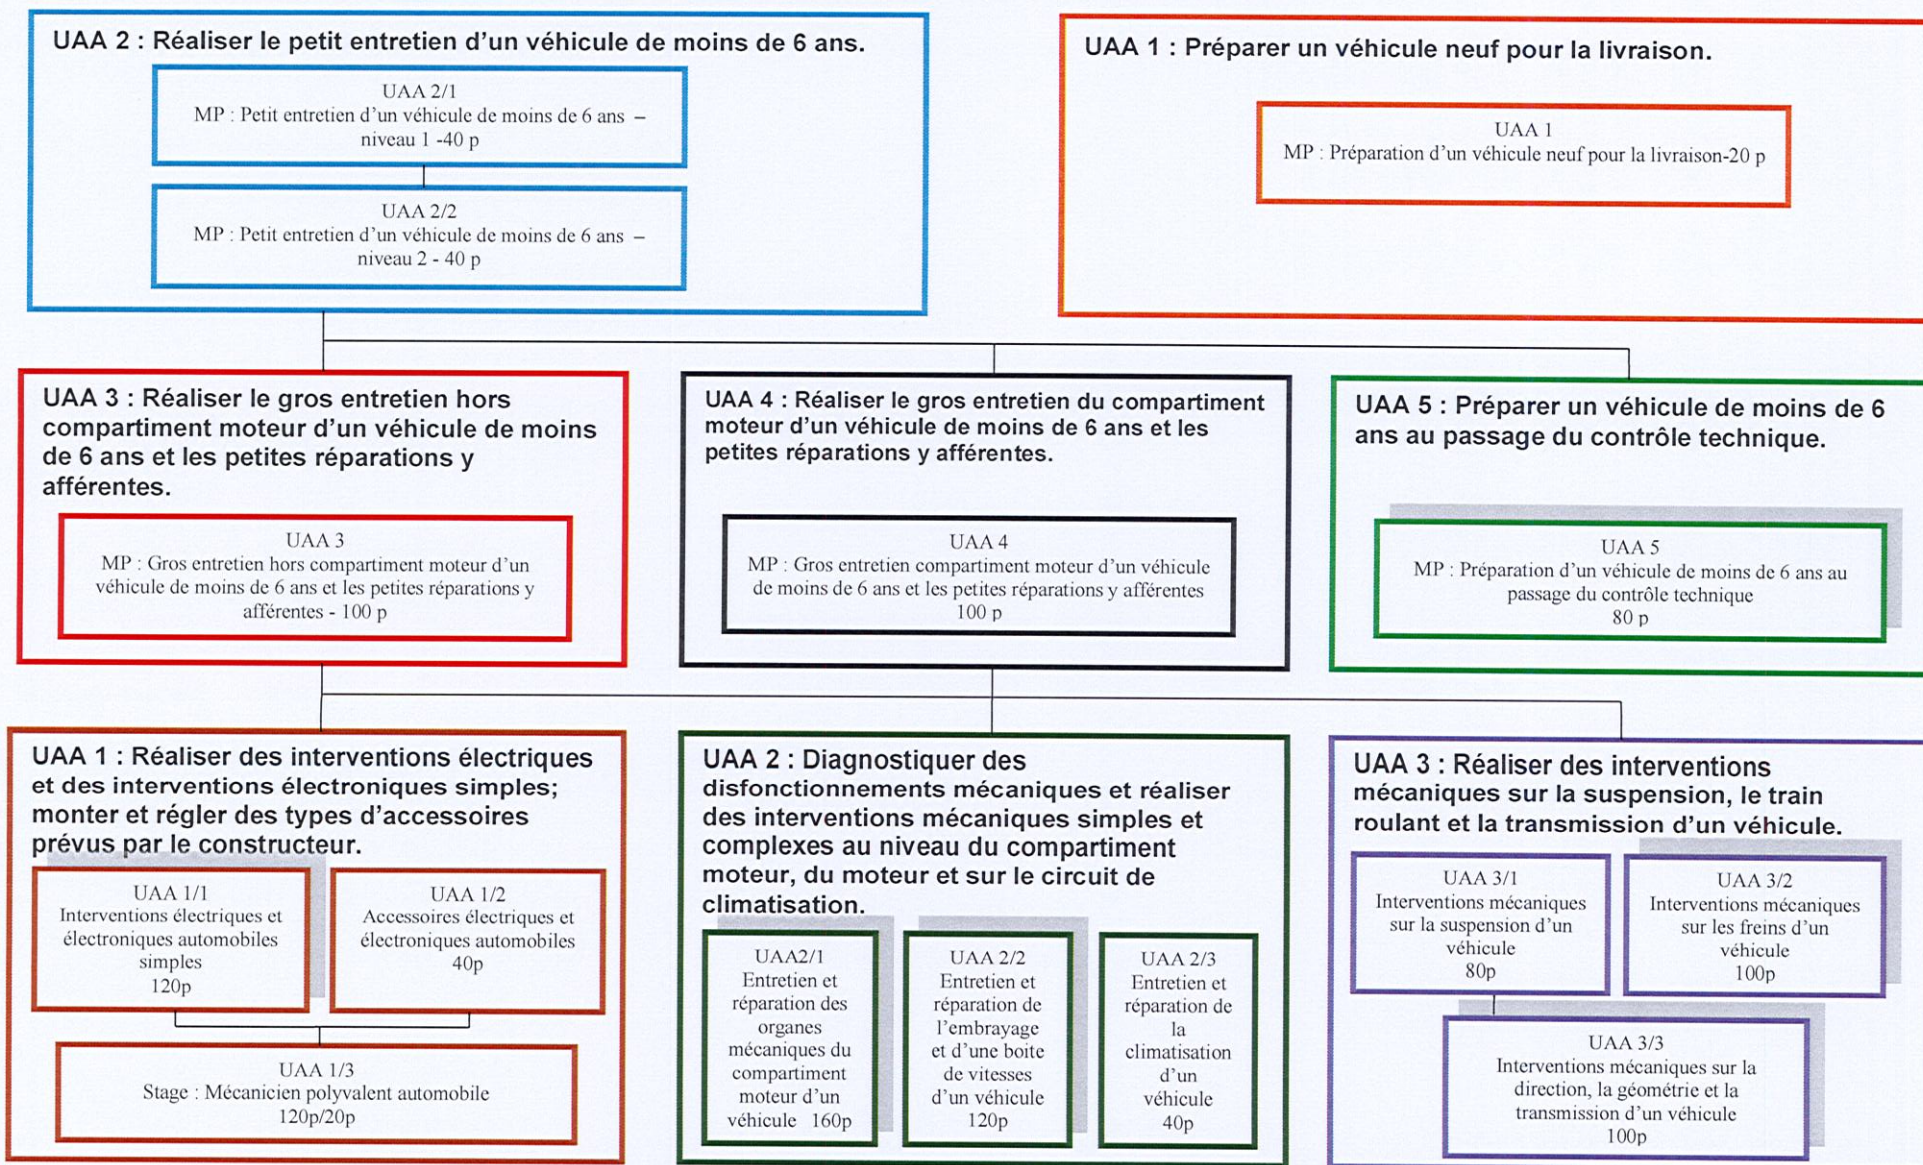 UAA 2 : Réaliser le petit entretien d'un véhicule de moins de 6 ans.
UAA 2/1
MP : Petit entretien d'un véhicule de moins de 6 ans –
niveau 1 -40 p
UAA 2/2
MP : Petit entretien d'un véhicule de moins de 6 ans –
niveau 2 - 40 p
UAA 1 : Préparer un véhicule neuf pour la livraison.
UAA 1
MP : Préparation d'un véhicule neuf pour la livraison-20 p
UAA 3 : Réaliser le gros entretien hors
compartiment moteur d'un véhicule de moins
de 6 ans et les petites réparations y
afférentes.
UAA 3
MP : Gros entretien hors compartiment moteur d'un
véhicule de moins de 6 ans et les petites réparations y
afférentes - 100 p
UAA 4 : Réaliser le gros entretien du compartiment
moteur d'un véhicule de moins de 6 ans et les
petites réparations y afférentes.
UAA 4
MP : Gros entretien compartiment moteur d'un véhicule
de moins de 6 ans et les petites réparations y afférentes
100 p
UAA 5 : Préparer un véhicule de moins de 6
ans au passage du contrôle technique.
UAA 5
MP : Préparation d'un véhicule de moins de 6 ans au
passage du contrôle technique
80 p
UAA 1 : Réaliser des interventions électriques
et des interventions électroniques simples;
monter et régler des types d'accessoires
prévus par le constructeur.
UAA 1/1
Interventions électriques et
électroniques automobiles
simples
120p
UAA 1/2
Accessoires électriques et
électroniques automobiles
40p
UAA 1/3
Stage : Mécanicien polyvalent automobile
120p/20p
UAA 2 : Diagnostiquer des
disfonctionnements mécaniques et réaliser
des interventions mécaniques simples et
complexes au niveau du compartiment
moteur, du moteur et sur le circuit de
climatisation.
UAA2/1
Entretien et
réparation des
organes
mécaniques du
compartiment
moteur d'un
véhicule 160p
UAA 2/2
Entretien et
réparation de
l'embrayage
et d'une boite
de vitesses
d'un véhicule
120p
UAA 2/3
Entretien et
réparation de
la
climatisation
d'un
véhicule
40p
UAA 3 : Réaliser des interventions
mécaniques sur la suspension, le train
roulant et la transmission d'un véhicule.
UAA 3/1
Interventions mécaniques
sur la suspension d'un
véhicule
80p
UAA 3/2
Interventions mécaniques
sur les freins d'un
véhicule
100p
UAA 3/3
Interventions mécaniques sur la
direction, la géométrie et la
transmission d'un véhicule
100p